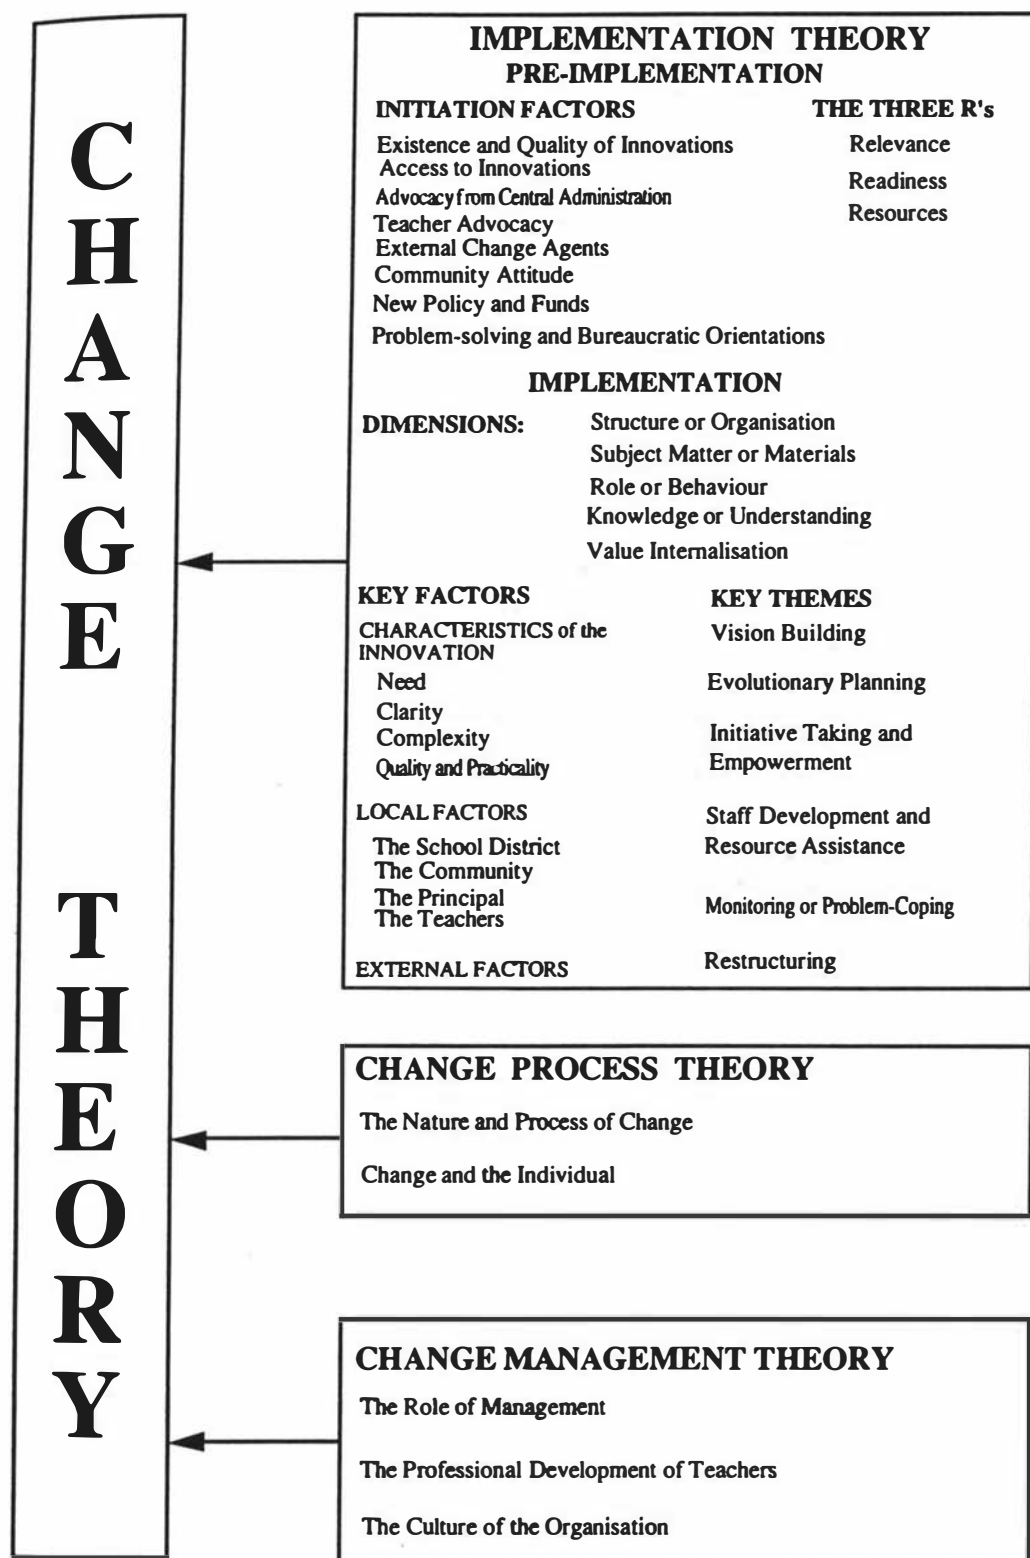 CHANGE THEORY
IMPLEMENTATION THEORY
PRE-IMPLEMENTATION
INITIATION FACTORS
Existence and Quality of Innovations
Access to Innovations
Advocacy from Central Administration
Teacher Advocacy
External Change Agents
Community Attitude
New Policy and Funds
Problem-solving and Bureaucratic Orientations
THE THREE R's
Relevance
Readiness
Resources
IMPLEMENTATION
DIMENSIONS:
Structure or Organisation
Subject Matter or Materials
Role or Behaviour
Knowledge or Understanding
Value Internalisation
KEY FACTORS
CHARACTERISTICS of the
INNOVATION
Need
Clarity
Complexity
Quality and Practicality
LOCAL FACTORS
The School District
The Community
The Principal
The Teachers
EXTERNAL FACTORS
KEY THEMES
Vision Building
Evolutionary Planning
Initiative Taking and
Empowerment
Staff Development and
Resource Assistance
Monitoring or Problem-Coping
Restructuring
CHANGE PROCESS THEORY
The Nature and Process of Change
Change and the Individual
CHANGE MANAGEMENT THEORY
The Role of Management
The Professional Development of Teachers
The Culture of the Organisation